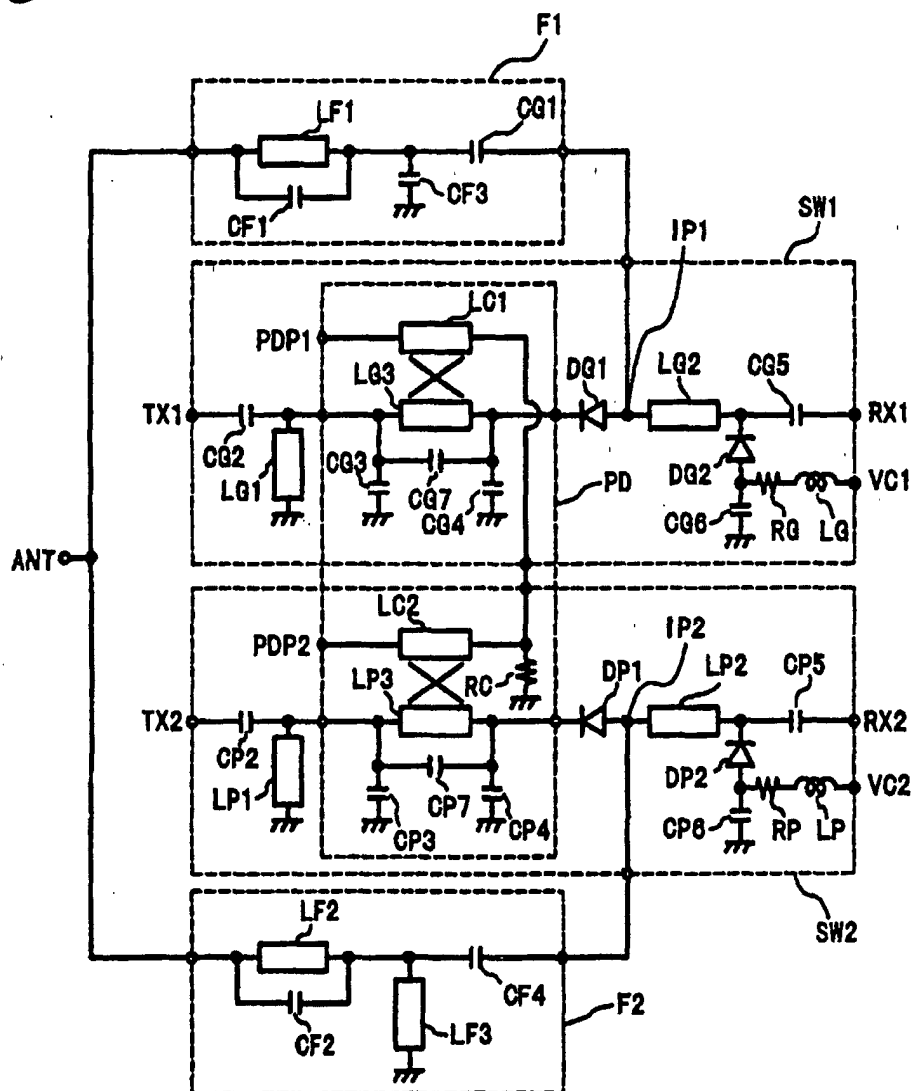 F1
LF1
CG1
CF1
CF3
SW1
IP1
LC1
PDP1
LG3
DG1
LG2
CG5
TX1
RX1
CG2
LG1
CG3
CG7
CG4
PD
DG2
CG6
RG
LG
VC1
ANT
LC2
PDP2
IP2
LP3
RC
DP1
LP2
CP5
TX2
RX2
CP2
LP1
CP3
CP7
CP4
DP2
CP6
RP
LP
VC2
SW2
LF2
CF4
CF2
LF3
F2